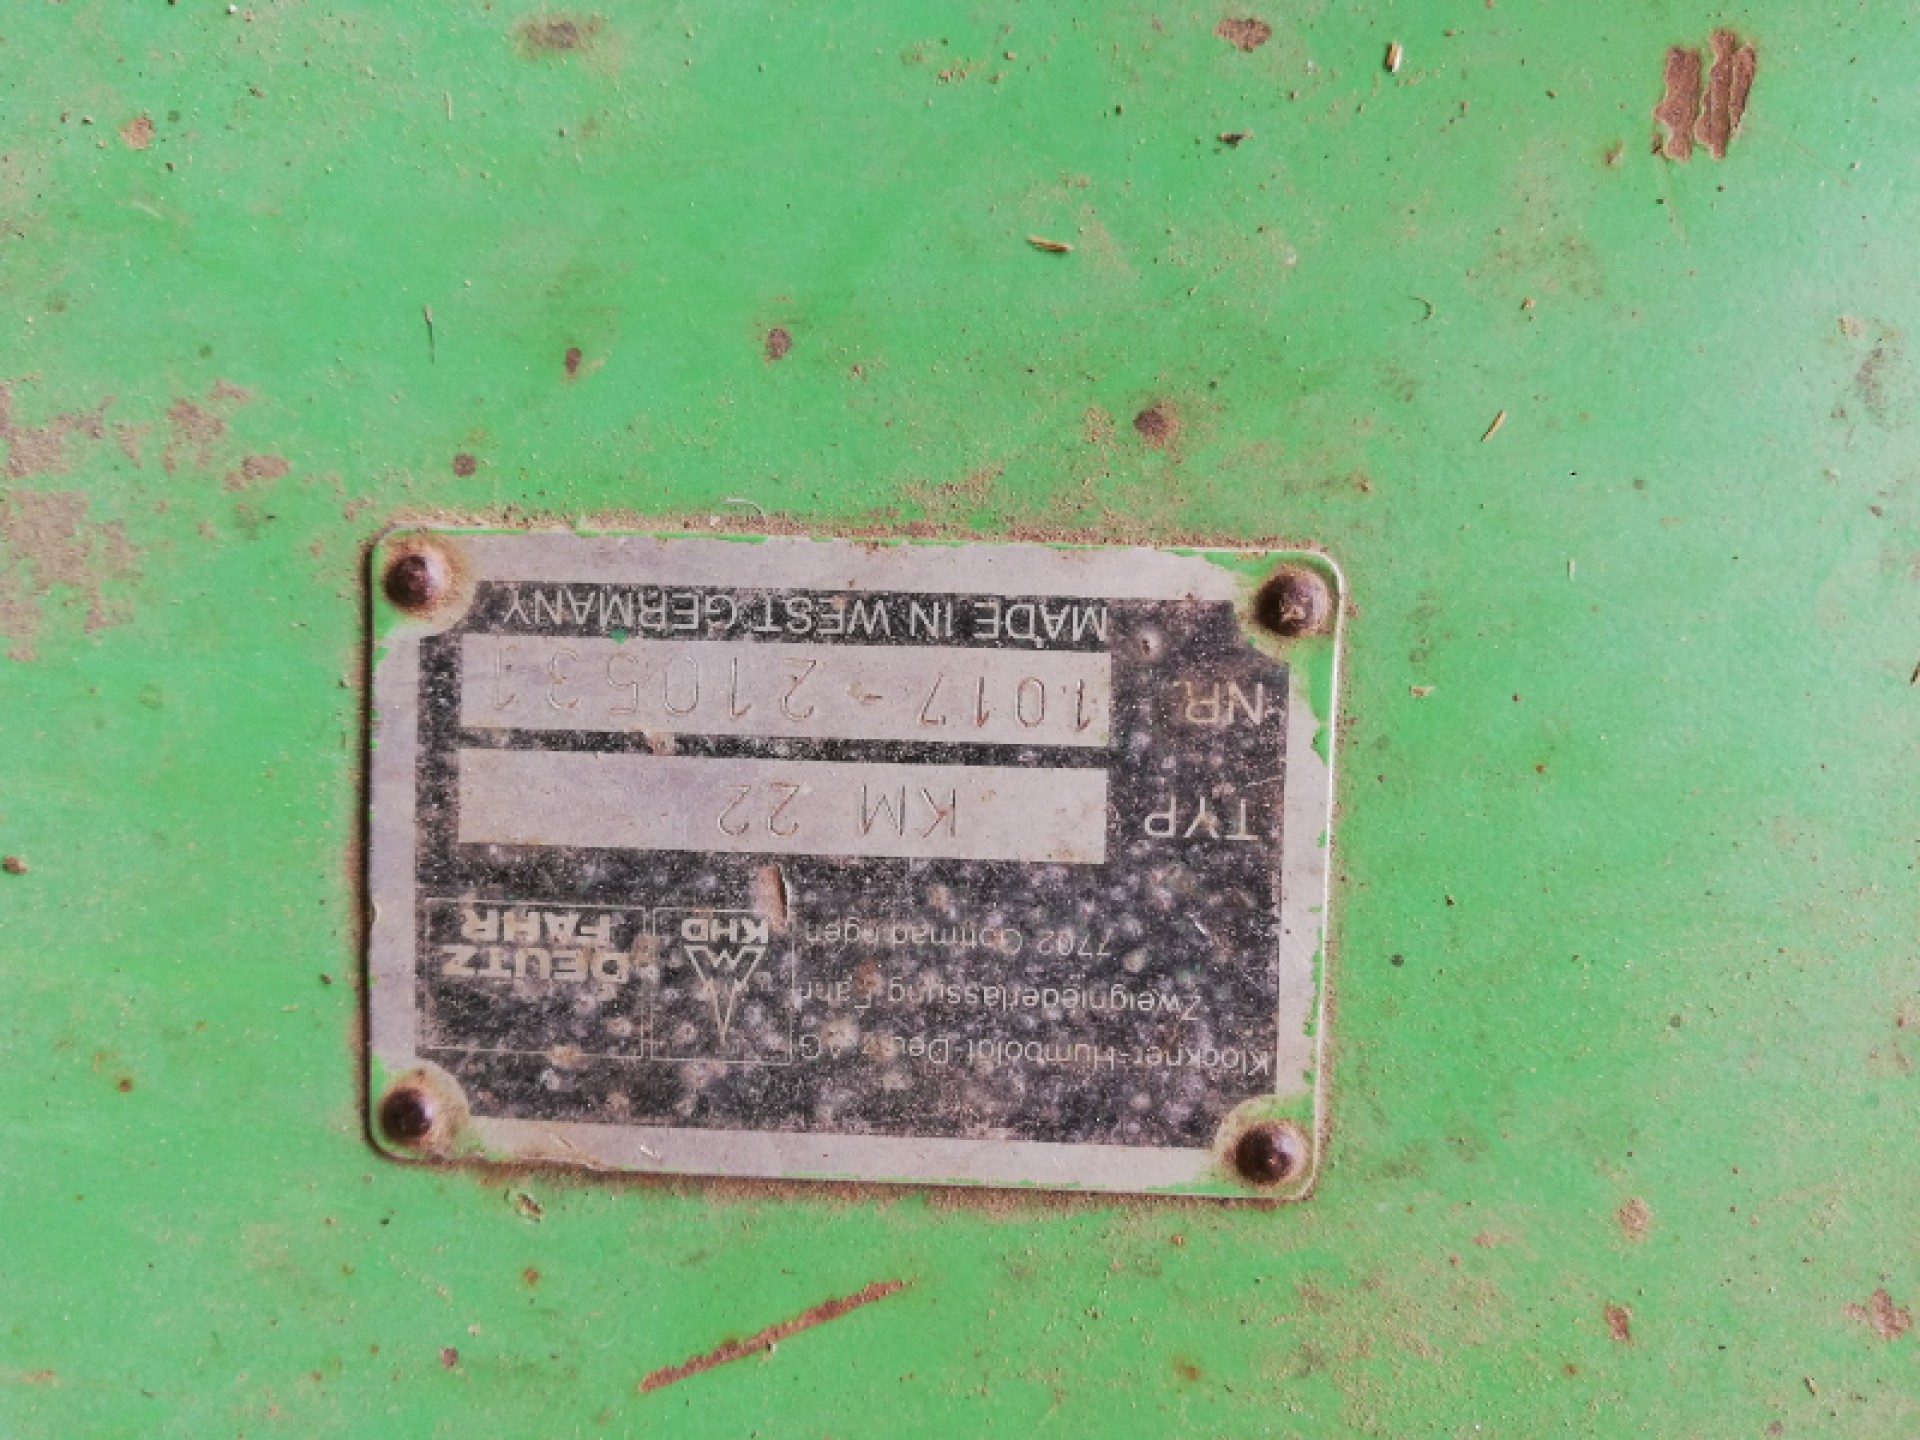 Klöckner-Humboldt-Deutz AG
Zweigniederlassung Fahr
7702 Gottmadingen
KHD
DEUTZ
FAHR
TYP KM 22
NR. 1017-210531
MADE IN WEST GERMANY